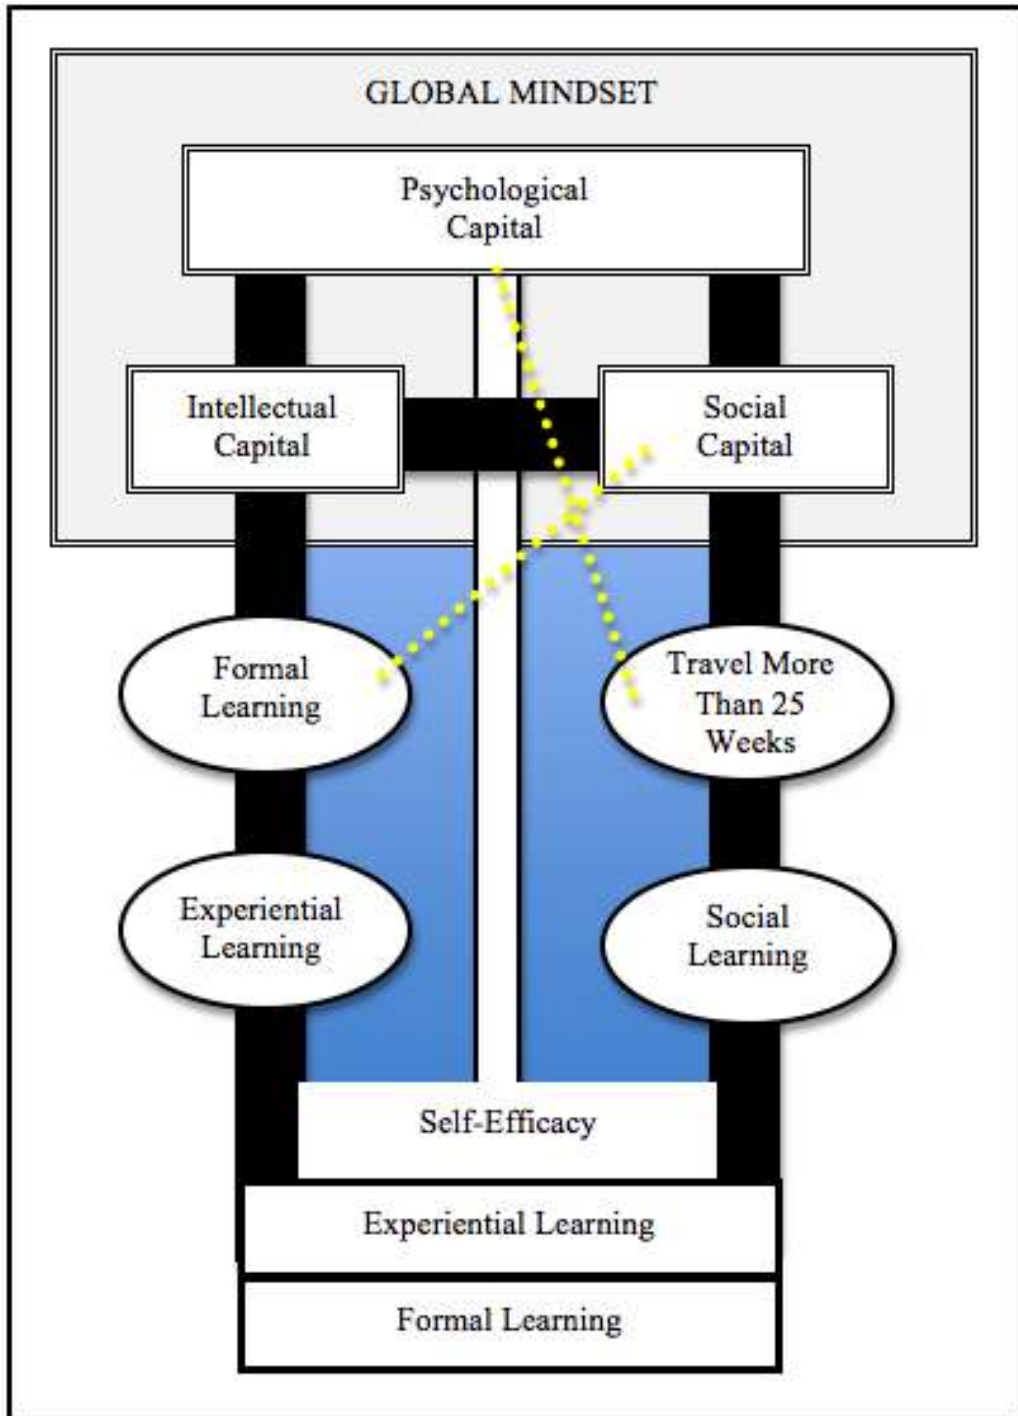 GLOBAL MINDSET
Psychological
Capital
Intellectual
Capital
Social
Capital
Formal
Learning
Travel More
Than 25
Weeks
Experiential
Learning
Social
Learning
Self-Efficacy
Experiential Learning
Formal Learning